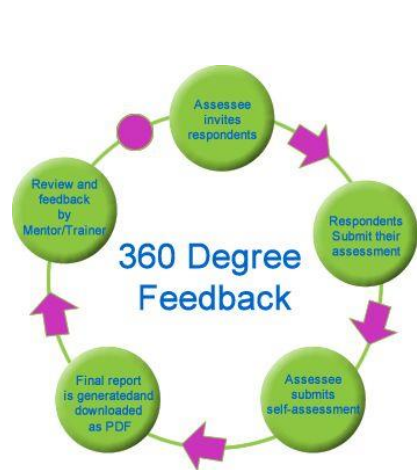 Assessee
invites
respondents
Respondents
Submit their
assessment
Assessee
submits
self-assessment
Final report
is generatedand
downloaded
as PDF
Review and
feedback
by
Mentor/Trainer
360 Degree
Feedback